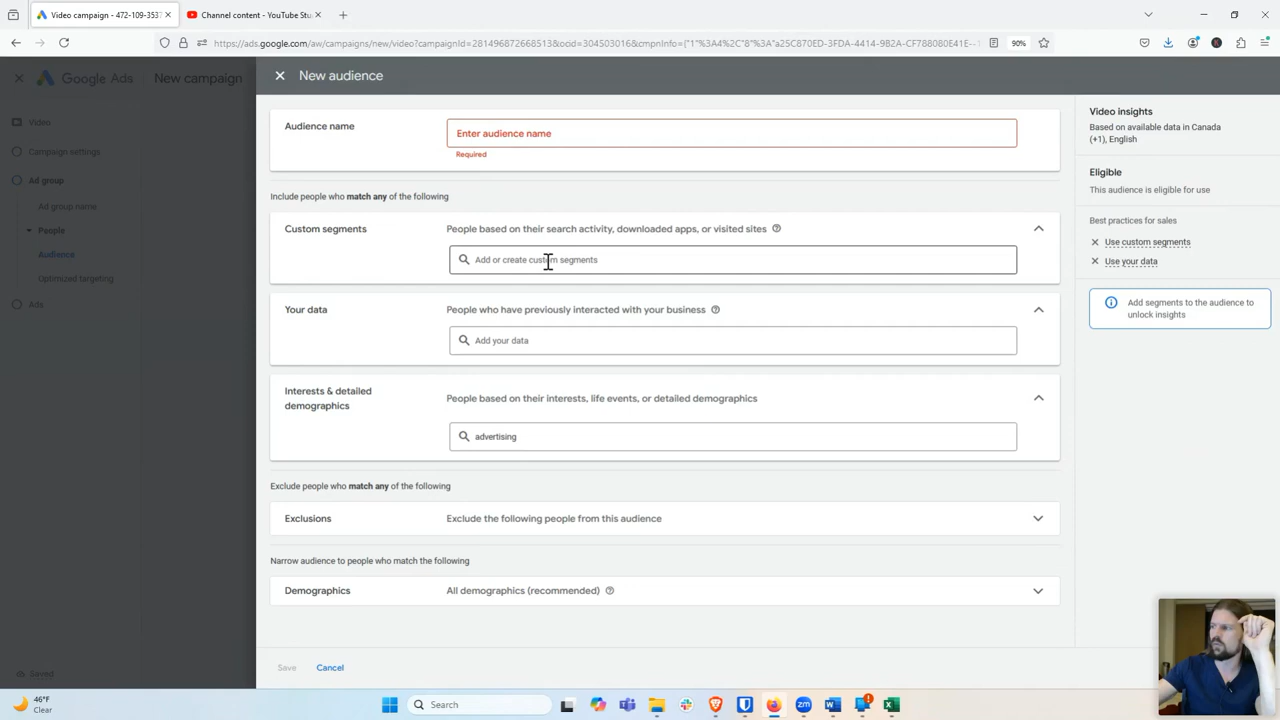 Video campaign - 472-109-3537
Channel content - YouTube Stu
https://ads.google.com/aw/campaigns/new/video?campaignId=281496872668513&ocid=304503016&cmpnInfo={"1"%3A4%2C"8"%3A"a25C870ED-3FDA-4414-9B2A-CF788080E41E--1
90%
Google Ads
New campaign
New audience
Video
Campaign settings
Ad group
Ad group name
People
Audience
Optimized targeting
Ads
Saved
Audience name
Enter audience name
Required
Include people who match any of the following
Custom segments
People based on their search activity, downloaded apps, or visited sites
Add or create custom segments
Your data
People who have previously interacted with your business
Add your data
Interests & detailed
demographics
People based on their interests, life events, or detailed demographics
advertising
Exclude people who match any of the following
Exclusions
Exclude the following people from this audience
Narrow audience to people who match the following
Demographics
All demographics (recommended)
Save
Cancel
Video insights
Based on available data in Canada
(+1), English
Eligible
This audience is eligible for use
Best practices for sales
Use custom segments
Use your data
Add segments to the audience to
unlock insights
46°F
Clear
Search